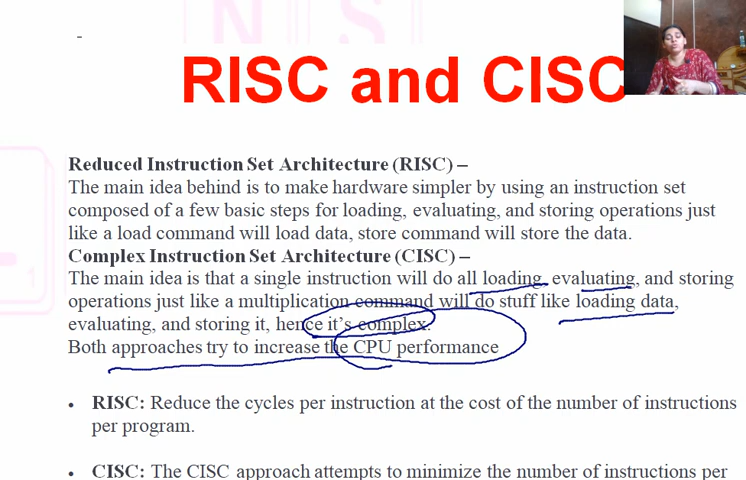 RISC and CISC
Reduced Instruction Set Architecture (RISC) –
The main idea behind is to make hardware simpler by using an instruction set
composed of a few basic steps for loading, evaluating, and storing operations just
like a load command will load data, store command will store the data.
Complex Instruction Set Architecture (CISC) –
The main idea is that a single instruction will do all loading, evaluating, and storing
operations just like a multiplication command will do stuff like loading data,
evaluating, and storing it, hence it's complex.
Both approaches try to increase the CPU performance
• RISC: Reduce the cycles per instruction at the cost of the number of instructions
per program.
• CISC: The CISC approach attempts to minimize the number of instructions per